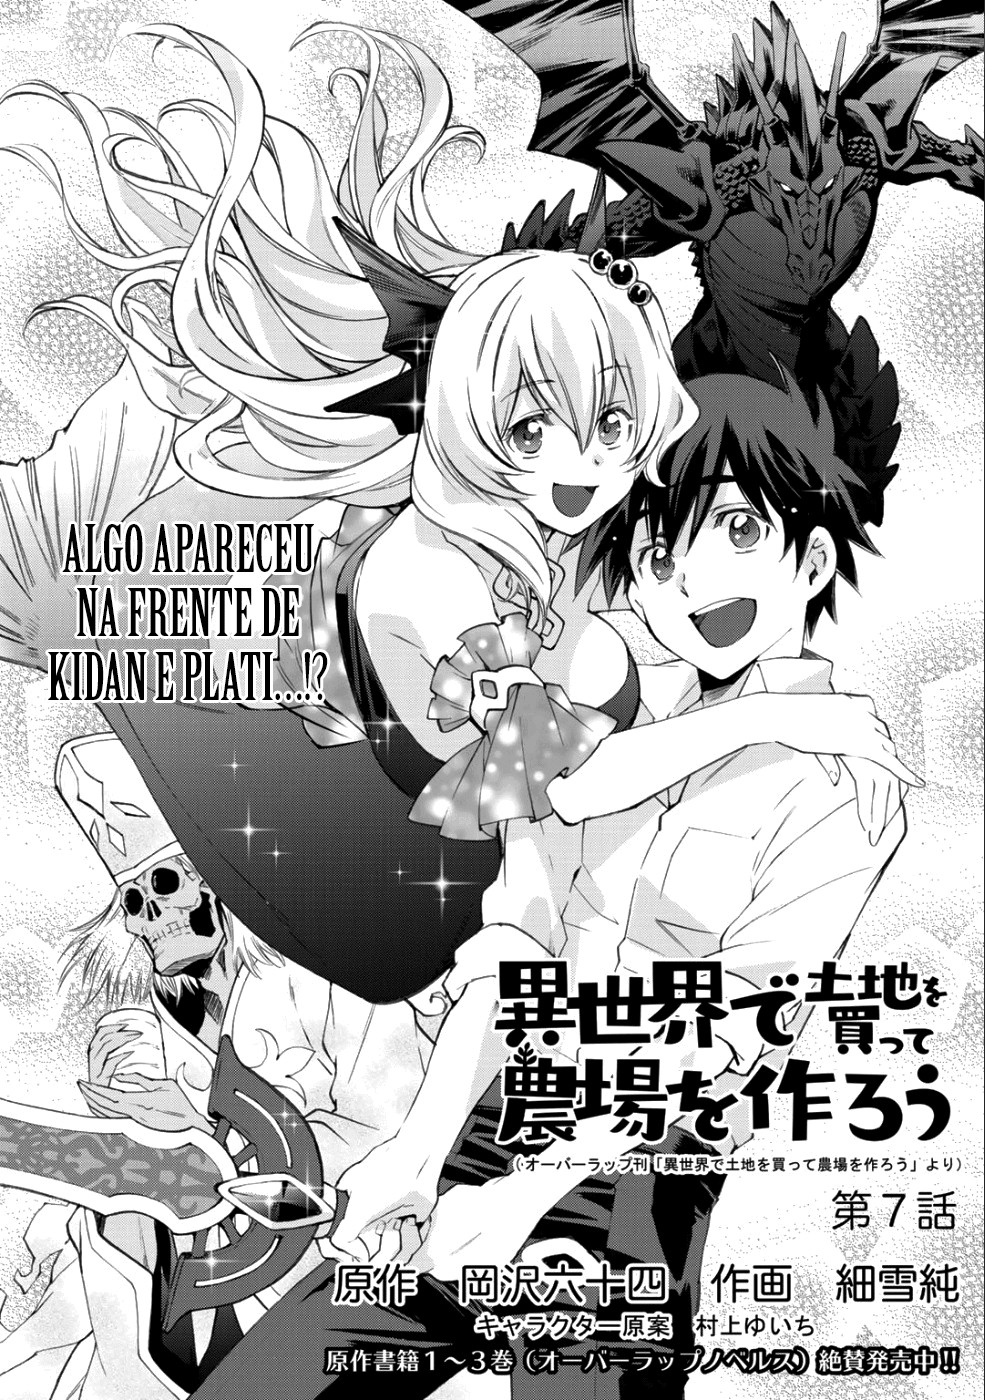 ALGO APARECEU
NA FRENTE DE
KIDAN E PLATI...!?
異世界で土地を買って
農場を作ろう
(・オーバーラップ刊「異世界で土地を買って農場を作ろう」より)
第7話
原作 岡沢六十四 作画 細雪純
キャラクター原案 村上ゆいち
原作書籍1〜3巻(オーバーラップノベルス)絶賛発売中!!